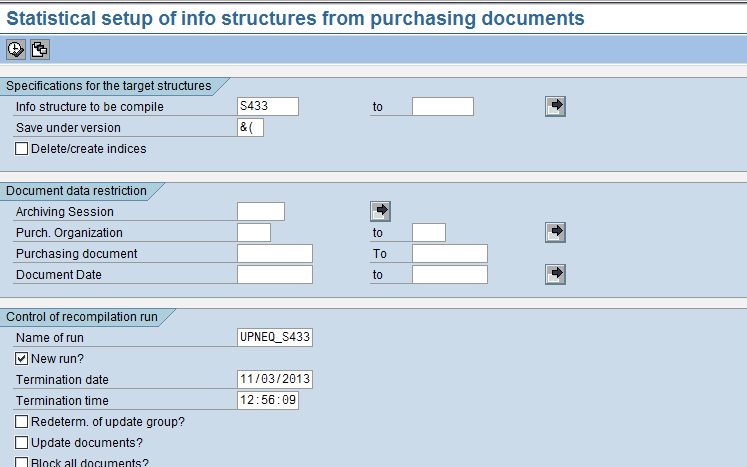 Statistical setup of info structures from purchasing documents
Specifications for the target structures
Info structure to be compile S433 to
Save under version &(
Delete/create indices
Document data restriction
Archiving Session
Purch. Organization to
Purchasing document To
Document Date to
Control of recompilation run
Name of run UPNEQ_S433
New run?
Termination date 11/03/2013
Termination time 12:56:09
Redeterm. of update group?
Update documents?
Block all documents?